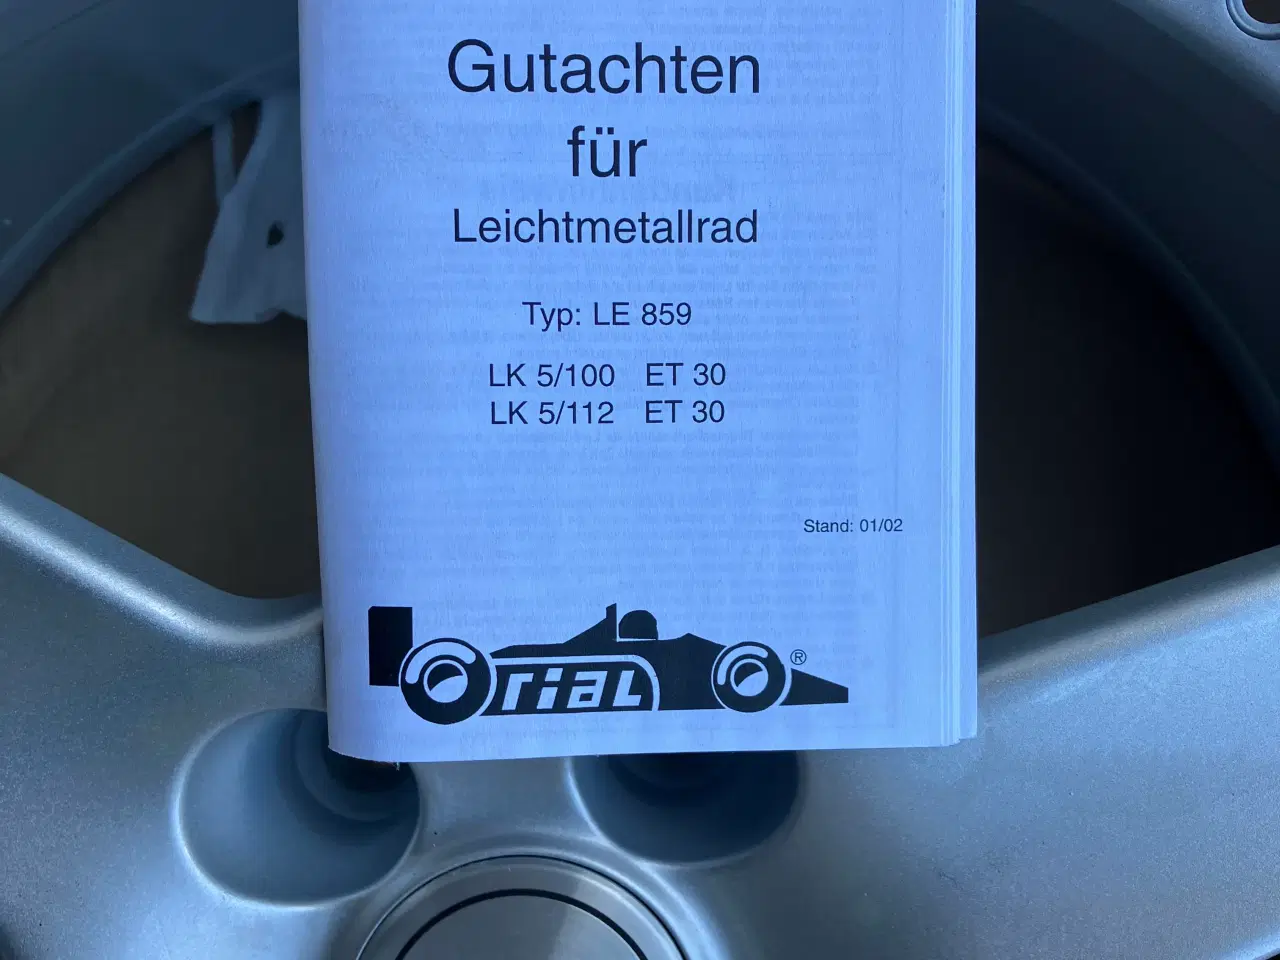 Gutachten
für
Leichtmetallrad
Typ: LE 859
LK 5/100 ET 30
LK 5/112 ET 30
Stand: 01/02
rial ®